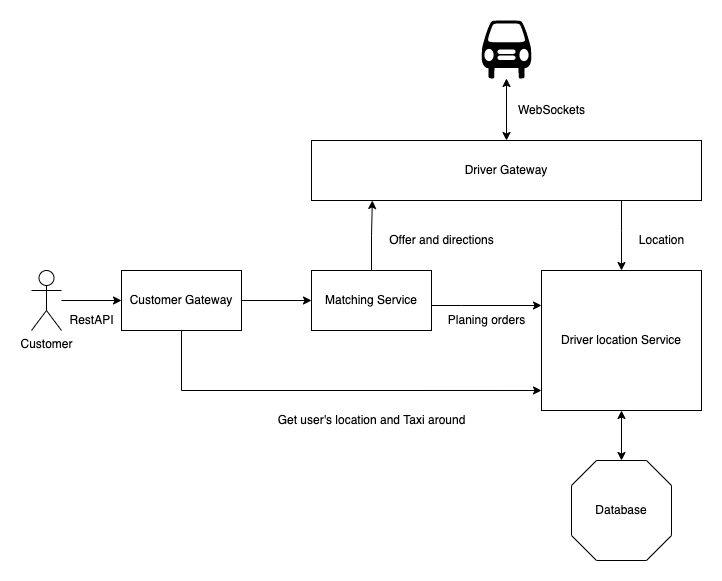 WebSockets
Driver Gateway
Offer and directions
Location
Customer Gateway
Matching Service
RestAPI
Planing orders
Customer
Driver location Service
Get user's location and Taxi around
Database